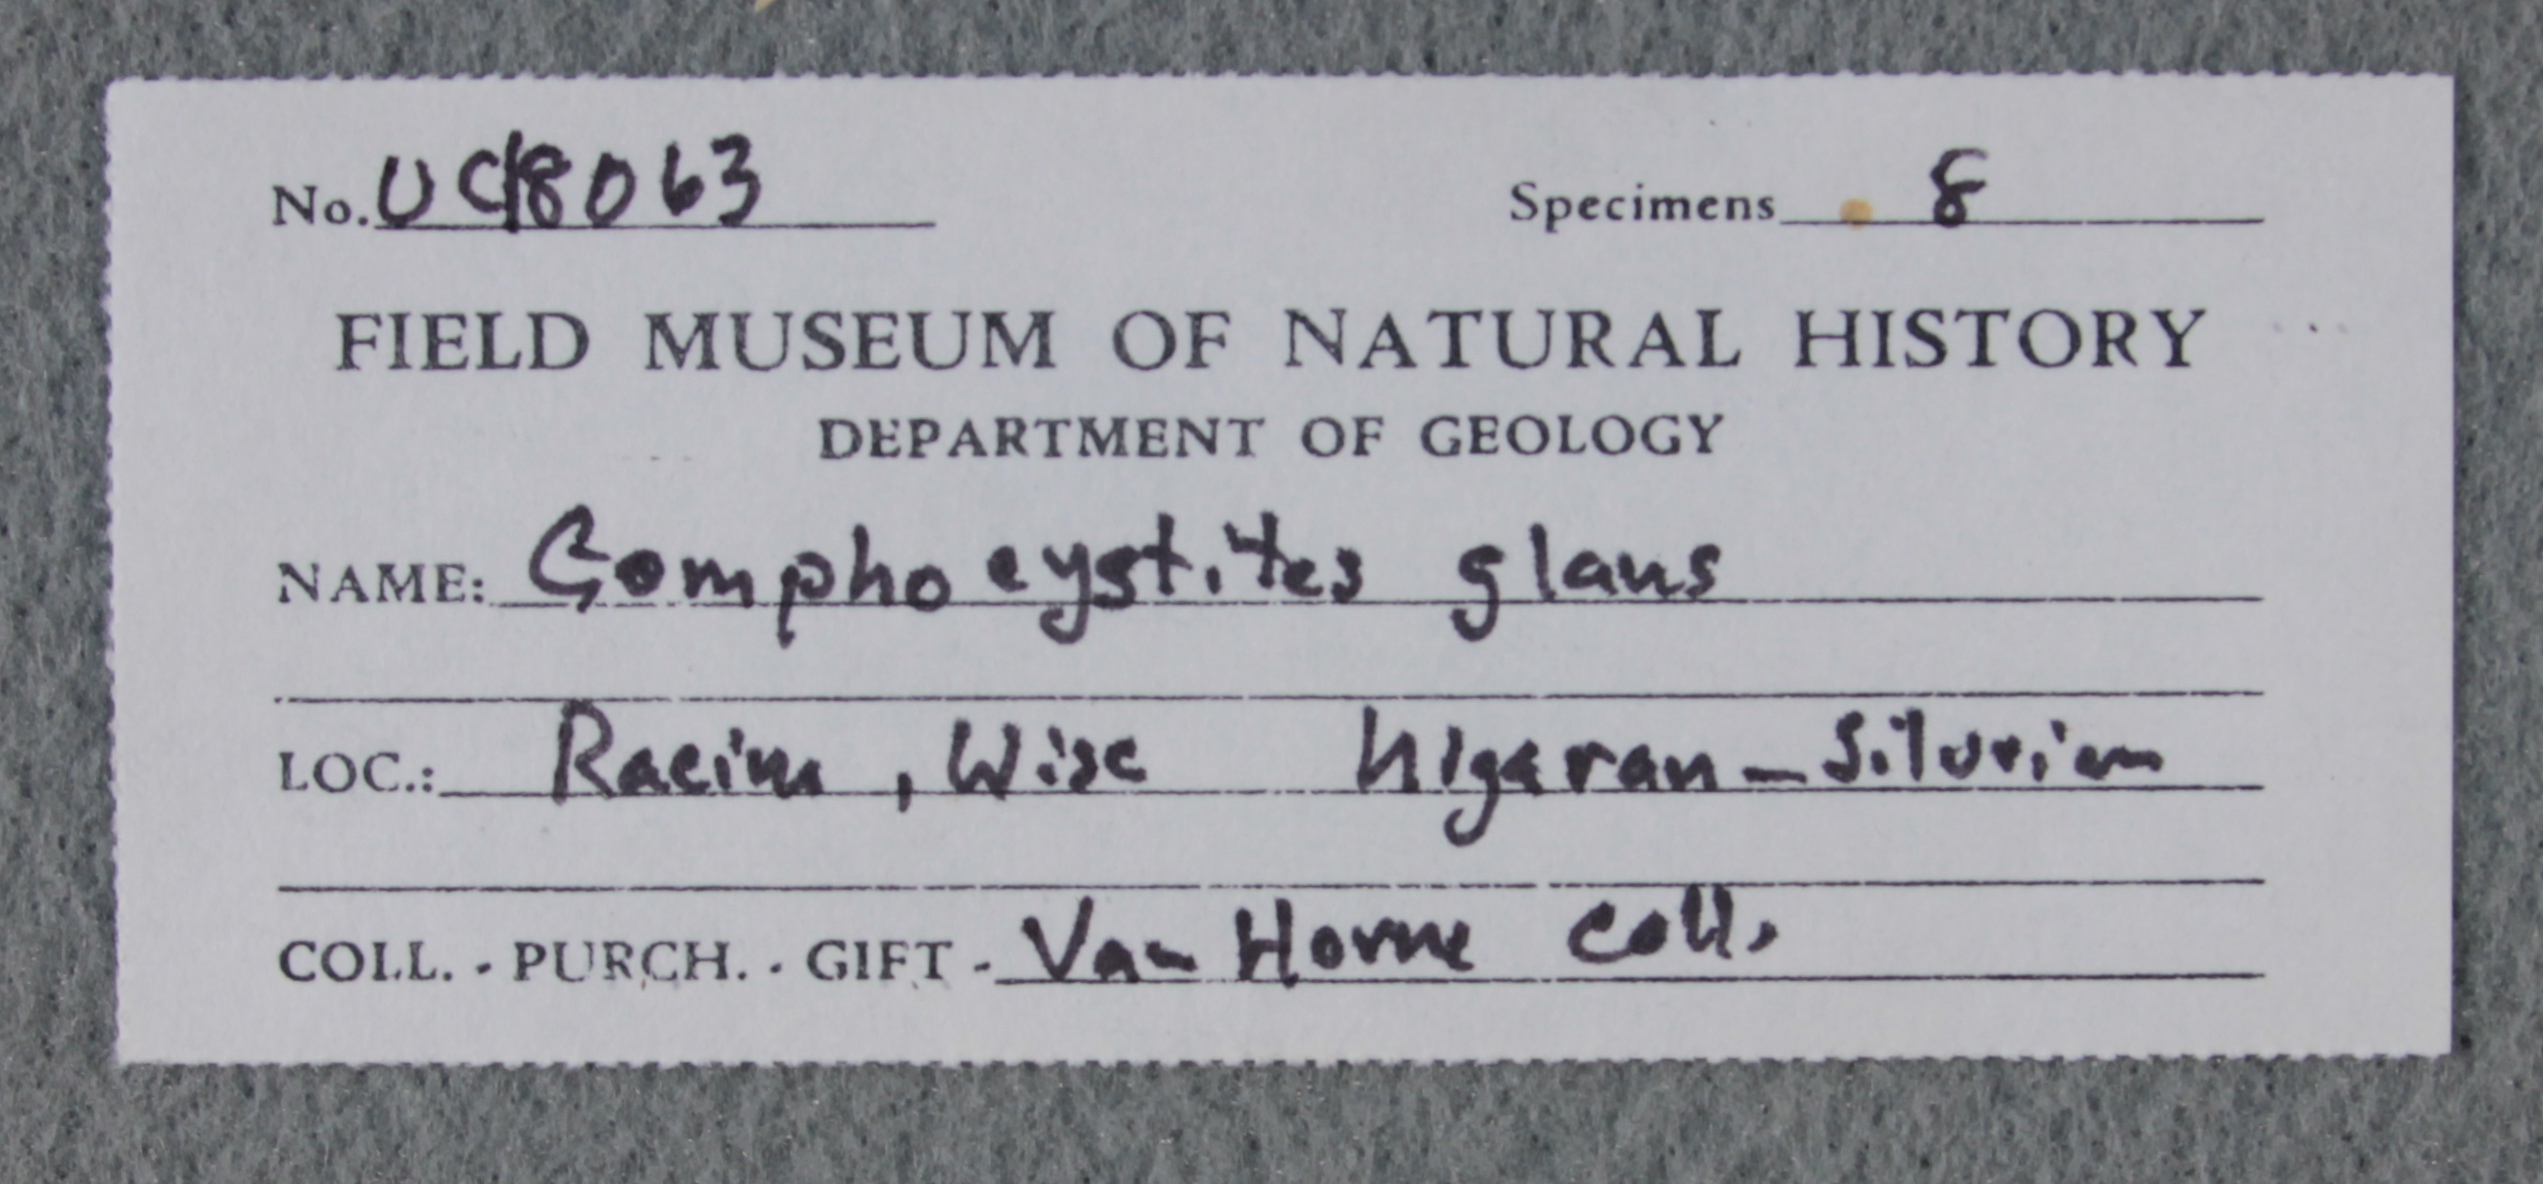 No. UC18063 Specimens 8
FIELD MUSEUM OF NATURAL HISTORY
DEPARTMENT OF GEOLOGY
NAME: Gomphocystites glans
LOC.: Racine, Wisc Nigaran - Silurian
COLL. - PURCH. - GIFT - Van Horne Coll.